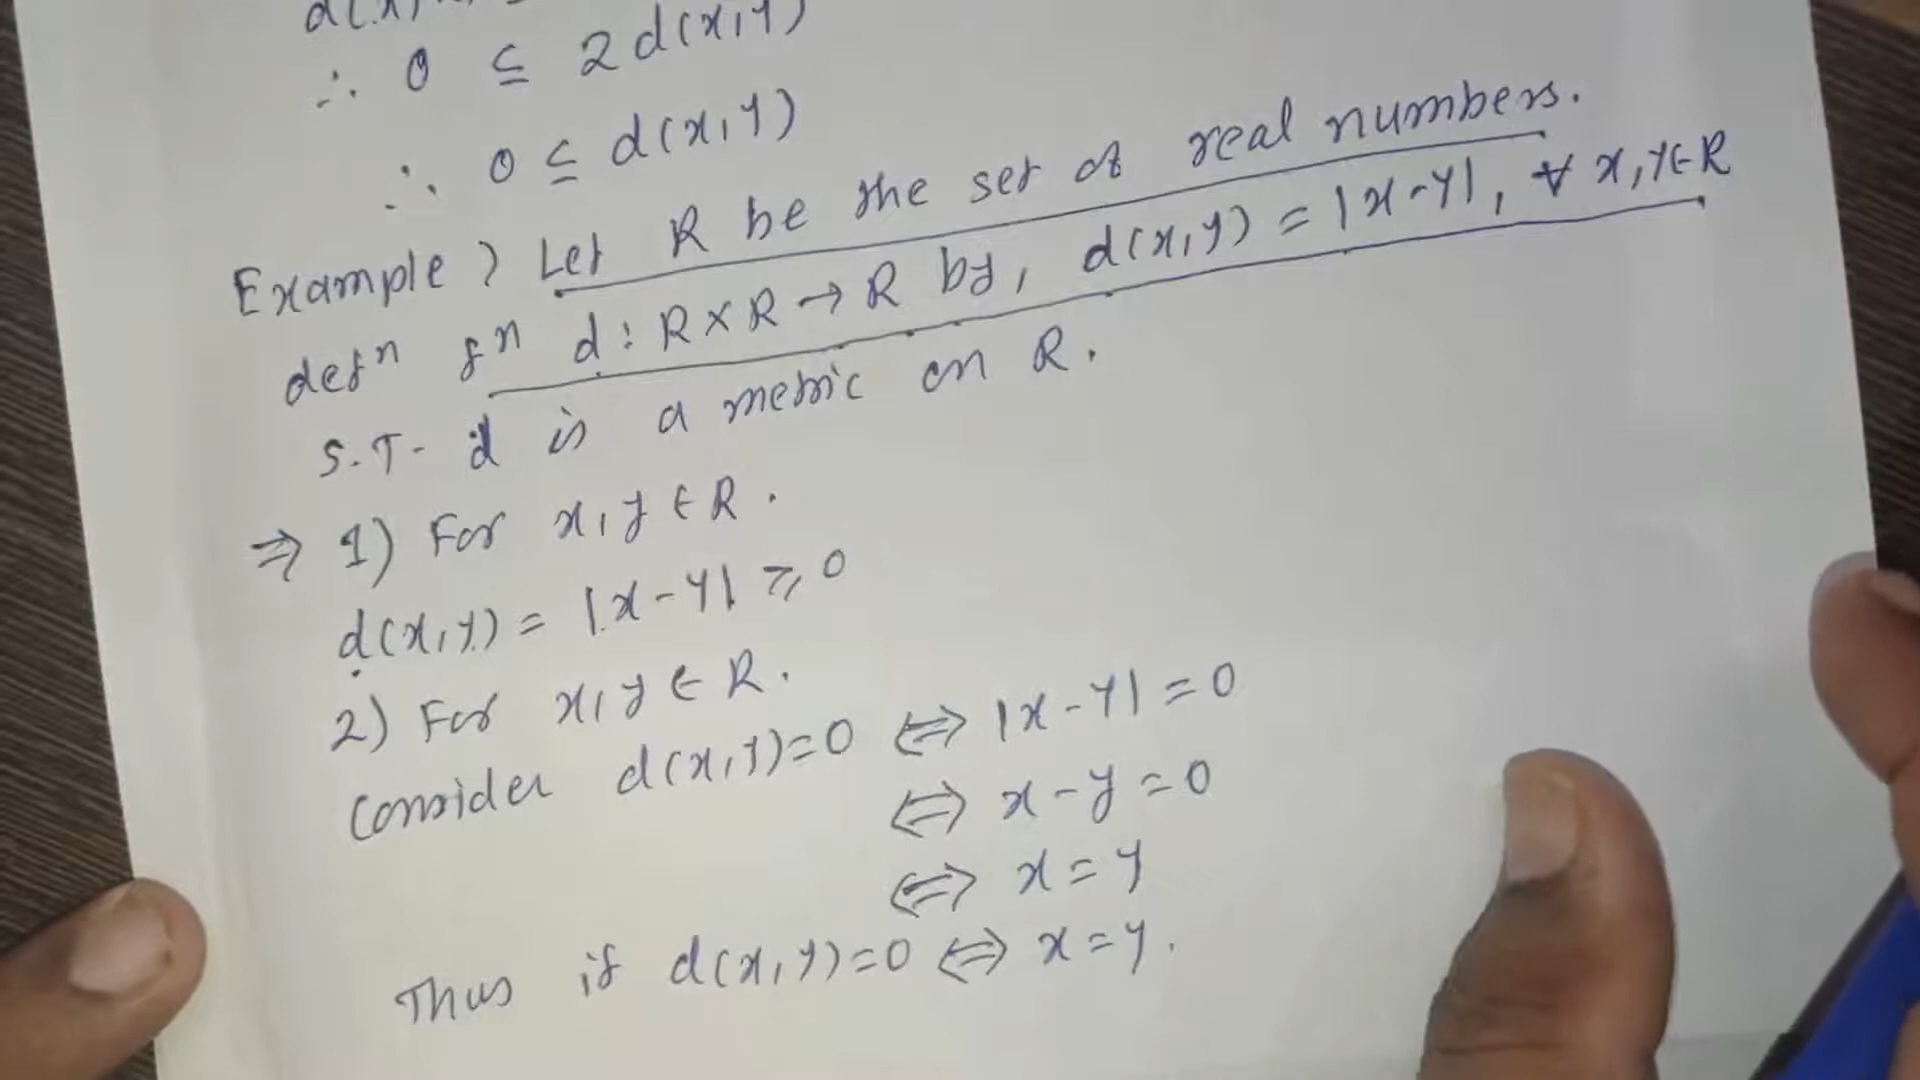 ∴ 0 ≤ 2d(x,y)
∴ 0 ≤ d(x,y)
Example) Let R be the set of real numbers.
defⁿ fⁿ d : R×R → R by, d(x,y) = |x-y|, ∀ x,y∈R
S.T. d is a metric on R.
⇒ 1) For x,y ∈ R.
d(x,y) = |x-y| ≥ 0
2) For x,y ∈ R.
Consider d(x,y)=0 ⇔ |x-y| = 0
⇔ x-y=0
⇔ x=y
Thus if d(x,y)=0 ⇔ x=y.